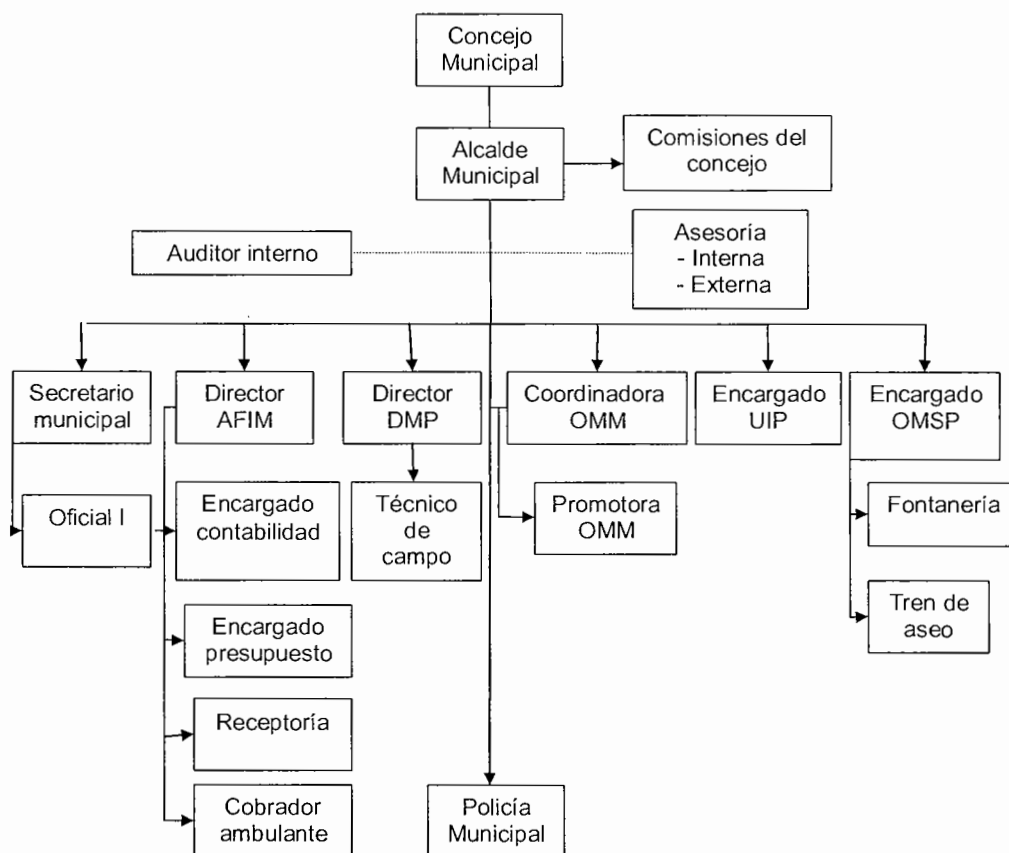 Concejo
Municipal
Alcalde
Municipal
Comisiones del
concejo
Auditor interno
Asesoría
- Interna
- Externa
Secretario
municipal
Director
AFIM
Director
DMP
Coordinadora
OMM
Encargado
UIP
Encargado
OMSP
Oficial I
Encargado
contabilidad
Técnico
de
campo
Promotora
OMM
Fontanería
Encargado
presupuesto
Tren de
aseo
Receptoría
Cobrador
ambulante
Policía
Municipal